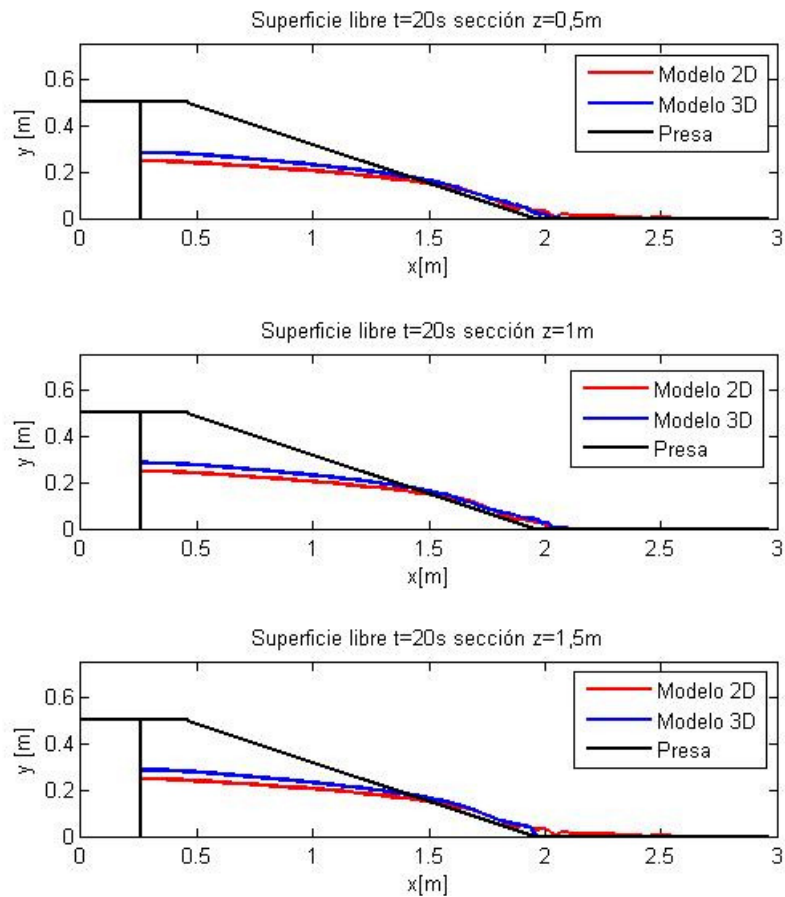 Superficie libre t=20s sección z=0,5m
Modelo 2D
Modelo 3D
Presa
y [m]
0.6
0.4
0.2
0
0 0.5 1 1.5 2 2.5 3
x[m]
Superficie libre t=20s sección z=1m
Modelo 2D
Modelo 3D
Presa
y [m]
0.6
0.4
0.2
0
0 0.5 1 1.5 2 2.5 3
x[m]
Superficie libre t=20s sección z=1,5m
Modelo 2D
Modelo 3D
Presa
y [m]
0.6
0.4
0.2
0
0 0.5 1 1.5 2 2.5 3
x[m]